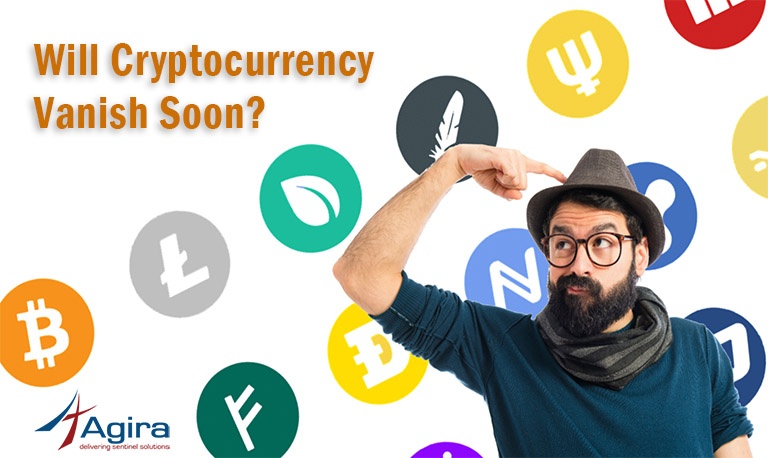 Will Cryptocurrency
Vanish Soon?
Agira
delivering sentinel solutions